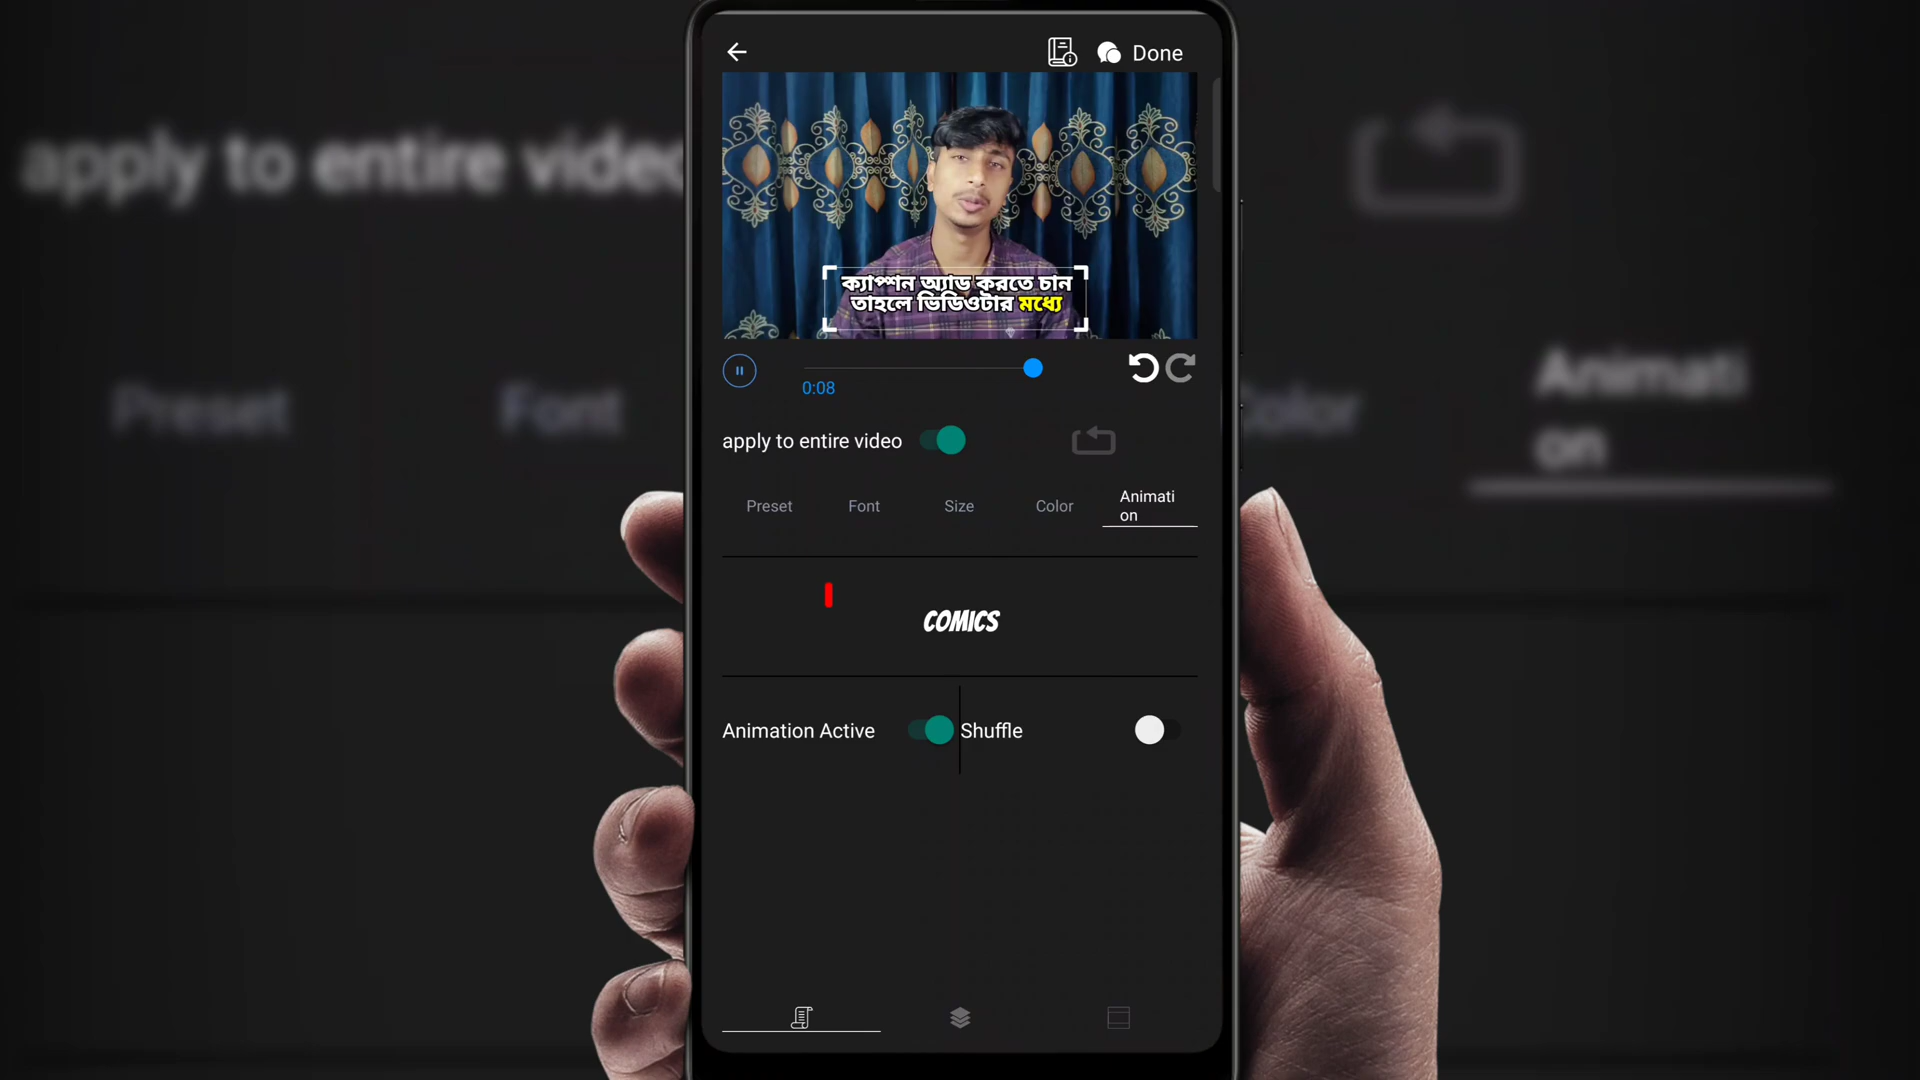 Done
ক্যাপশন অ্যাড করতে চান
তাহলে ভিডিওটার মধ্যে
0:08
apply to entire video
apply to entire video
Preset
Font
Size
Color
Animati
on
Preset
Font
Color
Animati
on
COMICS
Animation Active
Shuffle